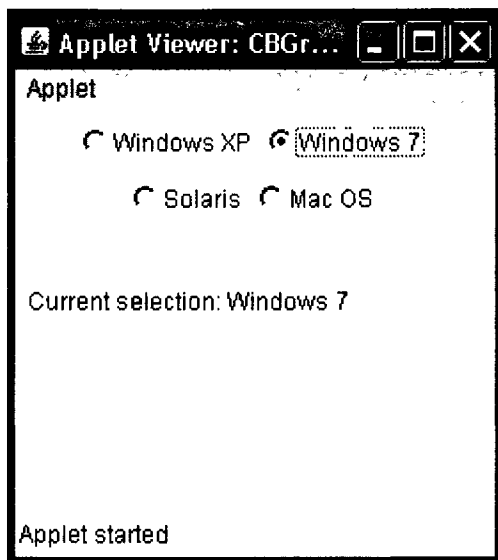 Applet Viewer: CBGr...
Applet
Windows XP Windows 7
Solaris Mac OS
Current selection: Windows 7
Applet started